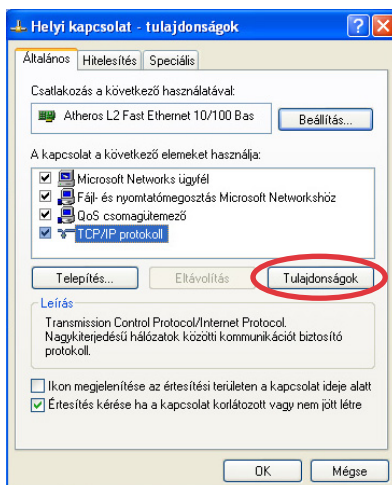 Helyi kapcsolat - tulajdonságok
Általános Hitelesítés Speciális
Csatlakozás a következő használatával:
Atheros L2 Fast Ethernet 10/100 Bas
Beállítás...
A kapcsolat a következő elemeket használja:
Microsoft Networks ügyfél
Fájl- és nyomtatómegosztás Microsoft Networkshöz
QoS csomagütemező
TCP/IP protokoll
Telepítés... Eltávolítás Tulajdonságok
Leírás
Transmission Control Protocol/Internet Protocol.
Nagykiterjedésű hálózatok közötti kommunikációt biztosító
protokoll.
Ikon megjelenítése az értesítési területen a kapcsolat ideje alatt
Értesítés kérése ha a kapcsolat korlátozott vagy nem jött létre
OK Mégse